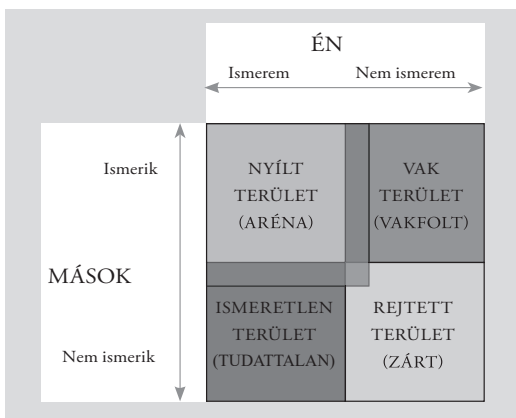 ÉN
Ismerem Nem ismerem
Ismerik
MÁSOK
Nem ismerik
NYÍLT
TERÜLET
(ARÉNA)
VAK
TERÜLET
(VAKFOLT)
ISMERETLEN
TERÜLET
(TUDATTALAN)
REJTETT
TERÜLET
(ZÁRT)